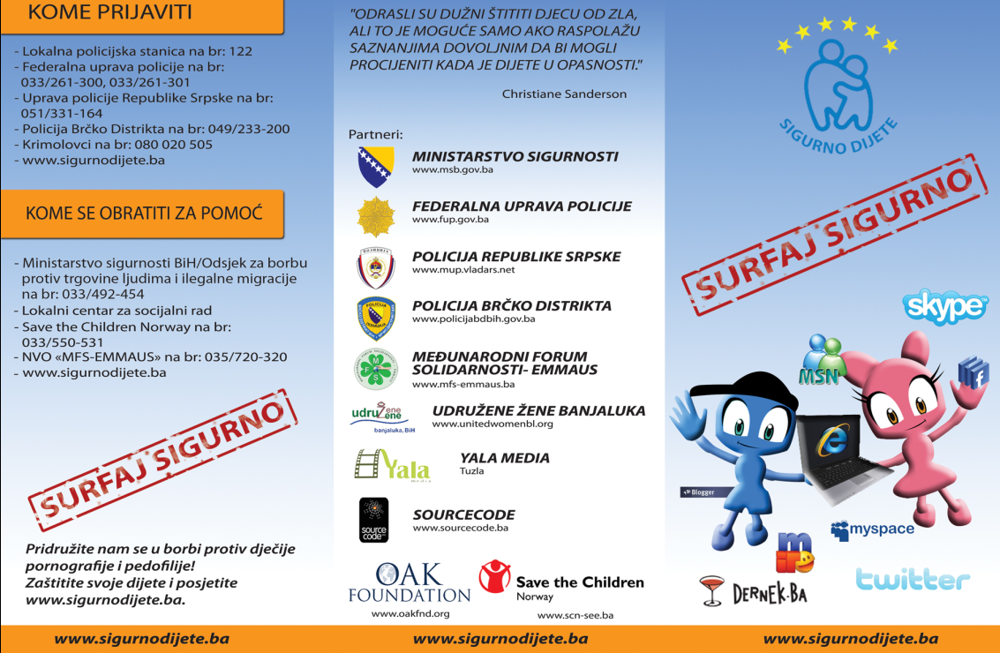 KOME PRIJAVITI
- Lokalna policijska stanica na br: 122
- Federalna uprava policije na br:
033/261-300, 033/261-301
- Uprava policije Republike Srpske na br:
051/331-164
- Policija Brčko Distrikta na br: 049/233-200
- Krimolovci na br: 080 020 505
- www.sigurnodijete.ba
KOME SE OBRATITI ZA POMOĆ
- Ministarstvo sigurnosti BiH/Odsjek za borbu
protiv trgovine ljudima i ilegalne migracije
na br: 033/492-454
- Lokalni centar za socijalni rad
- Save the Children Norway na br:
033/550-531
- NVO «MFS-EMMAUS» na br: 035/720-320
- www.sigurnodijete.ba
SURFAJ SIGURNO
Pridružite nam se u borbi protiv dječije
pornografije i pedofilije!
Zaštitite svoje dijete i posjetite
www.sigurnodijete.ba.
www.sigurnodijete.ba
"ODRASLI SU DUŽNI ŠTITITI DJECU OD ZLA,
ALI TO JE MOGUĆE SAMO AKO RASPOLAŽU
SAZNANJIMA DOVOLJNIM DA BI MOGLI
PROCIJENITI KADA JE DIJETE U OPASNOSTI."
Christiane Sanderson
Partneri:
MINISTARSTVO SIGURNOSTI
www.msb.gov.ba
FEDERALNA UPRAVA POLICIJE
www.fup.gov.ba
POLICIJA REPUBLIKE SRPSKE
www.mup.vladars.net
POLICIJA
POLICIJA BRČKO DISTRIKTA
www.policijabdbih.gov.ba
M
F S
S
MEĐUNARODNI FORUM
SOLIDARNOSTI- EMMAUS
www.mfs-emmaus.ba
udružene
žene
banjaluka, BiH
UDRUŽENE ŽENE BANJALUKA
www.unitedwomenbl.org
Yala
media
YALA MEDIA
Tuzla
source
code
SOURCECODE
www.sourcecode.ba
OAK
FOUNDATION
www.oakfnd.org
Save the Children
Norway
www.scn-see.ba
www.sigurnodijete.ba
SIGURNO DIJETE
SURFAJ SIGURNO
skype
MSN
f
e
Blogger
myspace
twitter
DERNEK.BA
www.sigurnodijete.ba